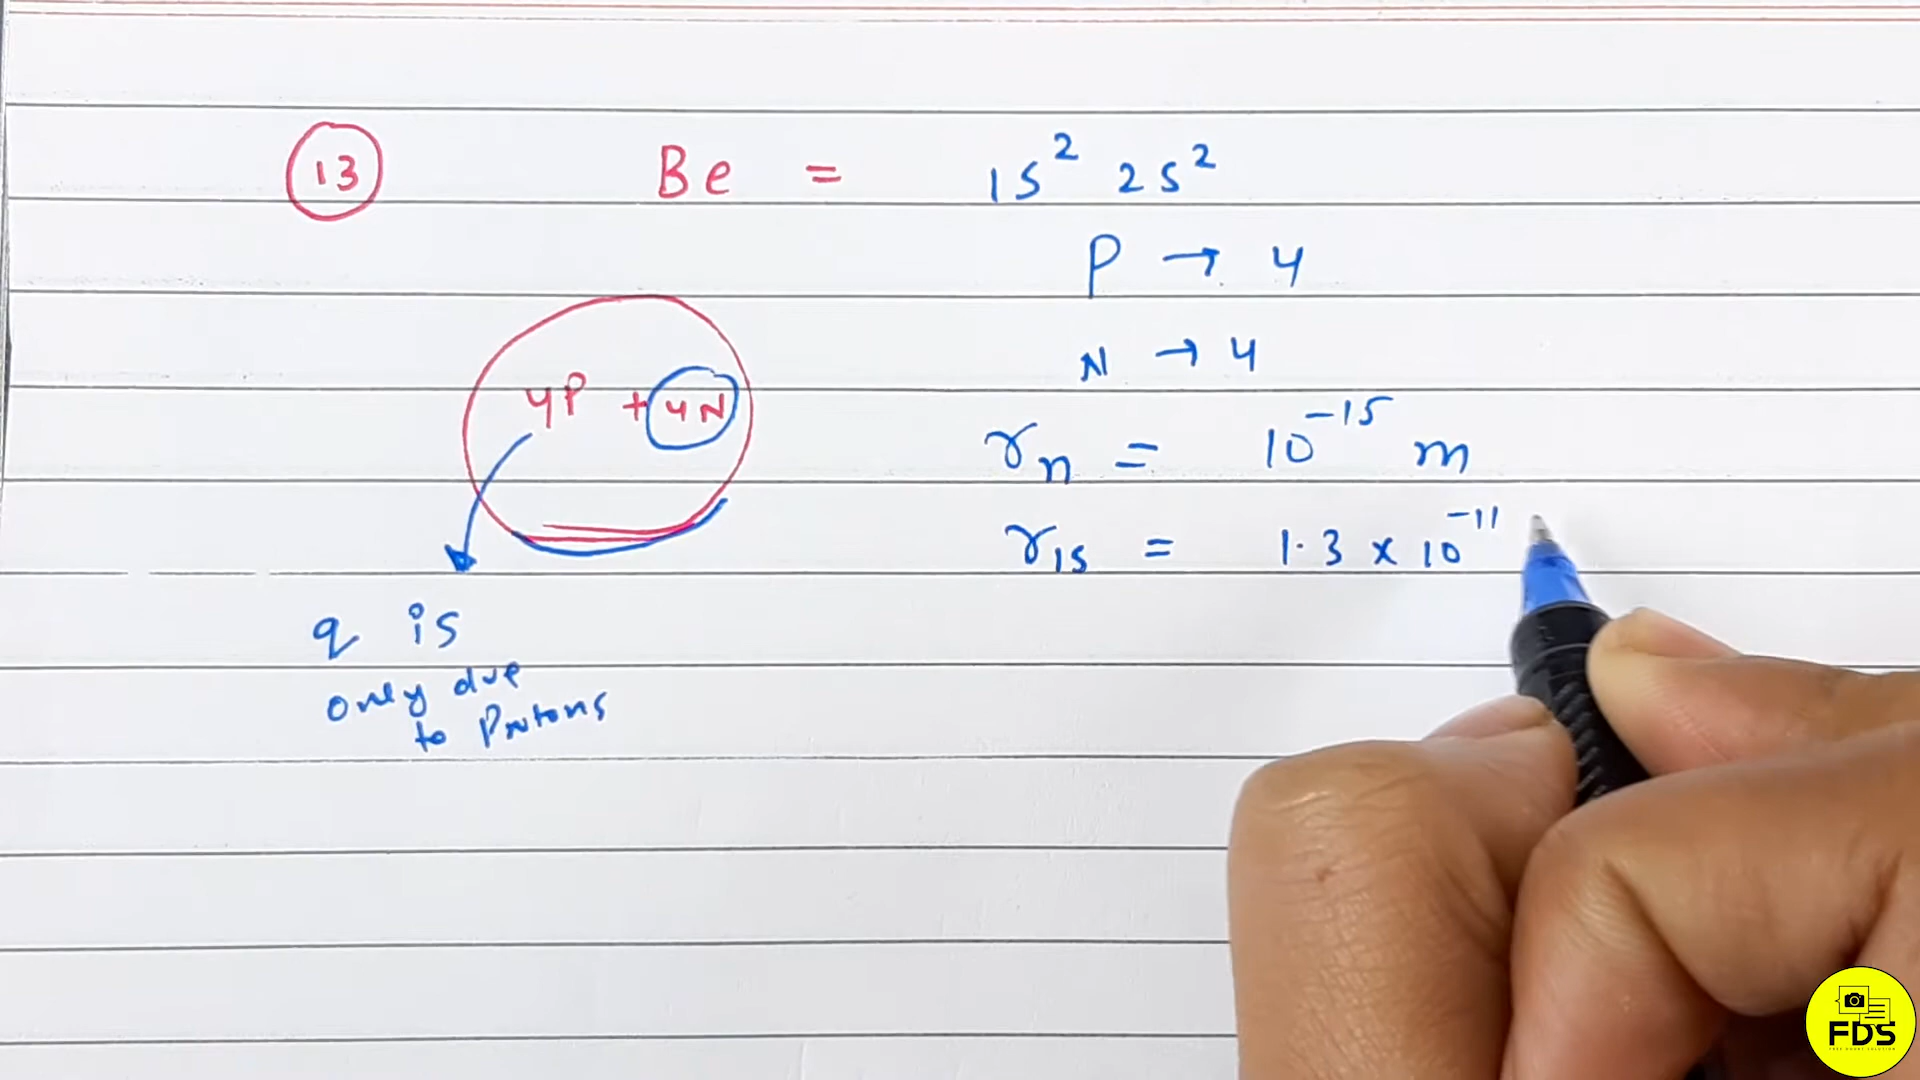 13 Be = 1s² 2s²
P → 4
N → 4
4P + 4N
rₙ = 10⁻¹⁵ m
r₁ₛ = 1.3 × 10⁻¹¹
q is
only due
to Protons
FDS